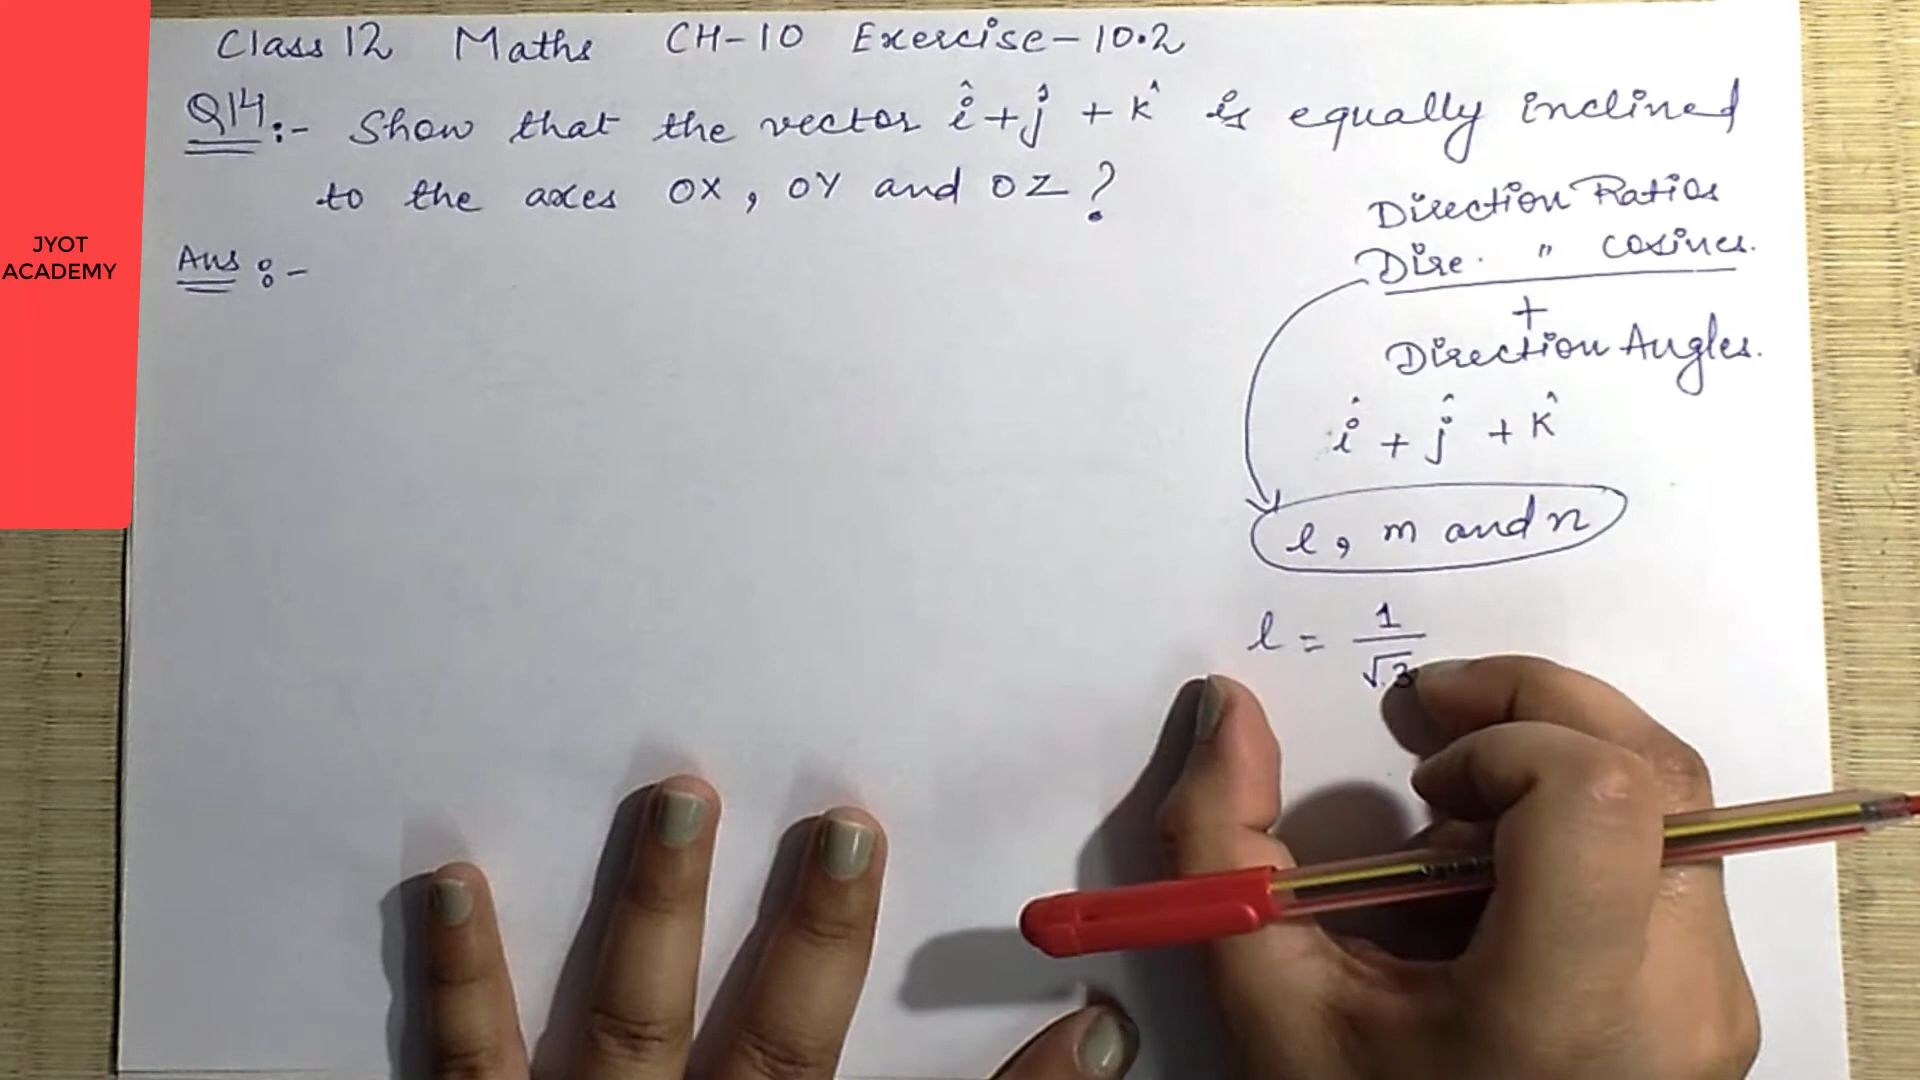 Class 12 Maths CH-10 Exercise-10.2
Q14:- Show that the vector î + ĵ + k̂ is equally inclined
to the axes OX, OY and OZ?
Ans:-
Direction Ratios
Dire. " cosines.
+
Direction Angles.
î + ĵ + k̂
l, m and n
l = 1/√3
JYOT
ACADEMY